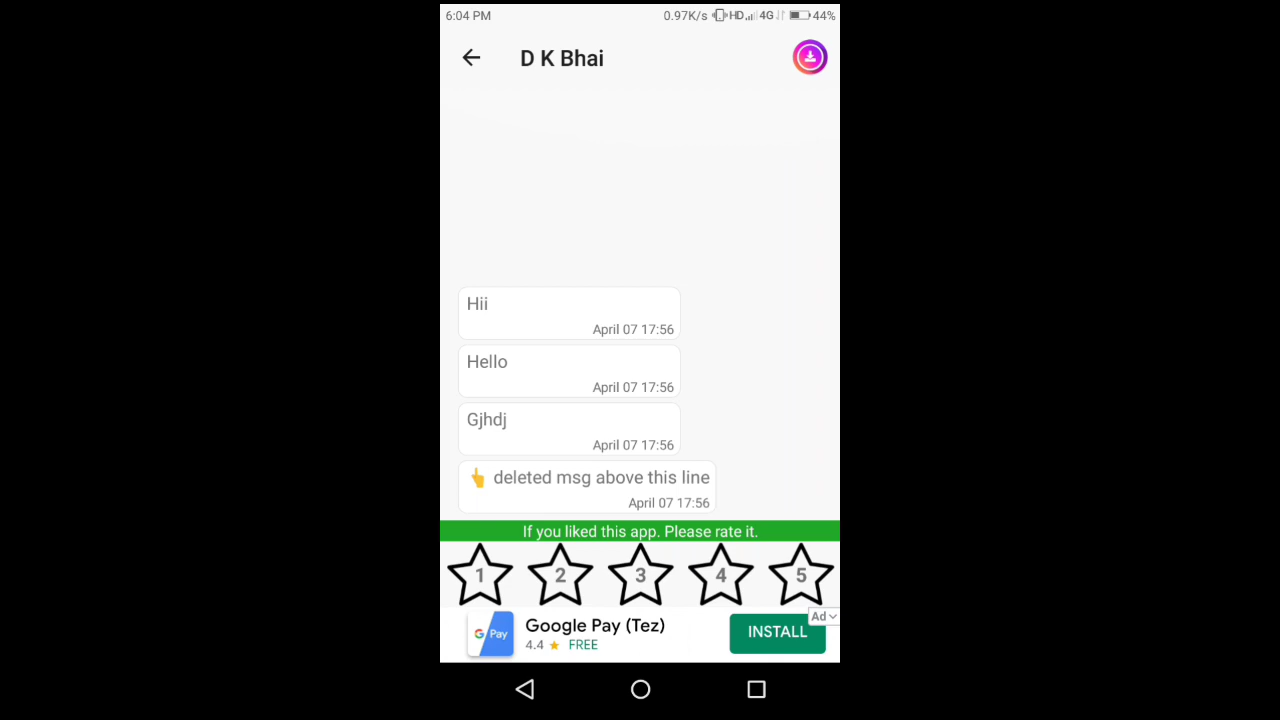 6:04 PM 0.97K/s HD 4G 44%
D K Bhai
Hii
April 07 17:56
Hello
April 07 17:56
Gjhdj
April 07 17:56
👆 deleted msg above this line
April 07 17:56
If you liked this app. Please rate it.
1 2 3 4 5
Ad
G Pay
Google Pay (Tez)
4.4 ★ FREE
INSTALL